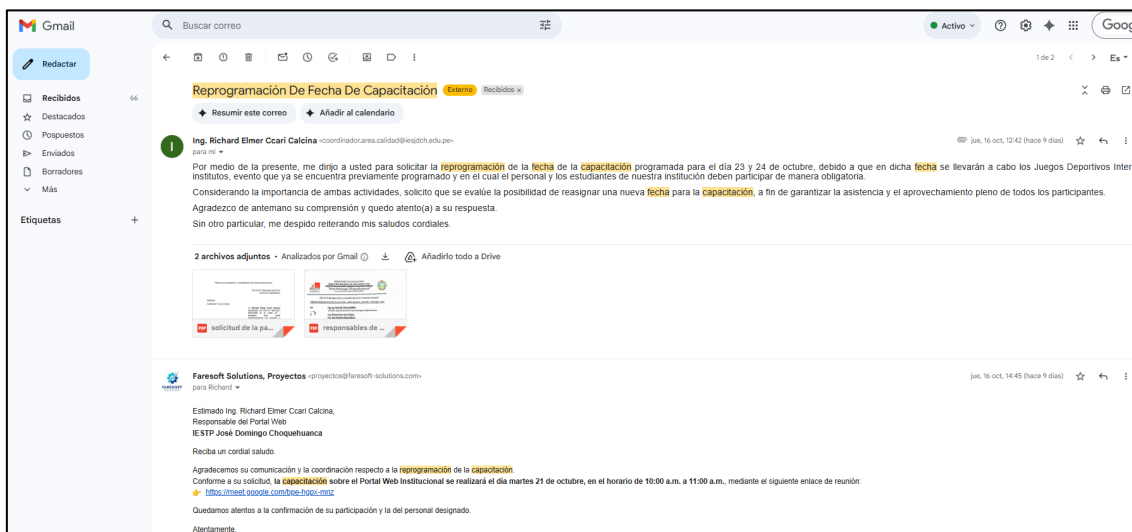 Gmail
Buscar correo
Activo
Goog
Redactar
1 de 2
Es
Recibidos 66
Destacados
Pospuestos
Enviados
Borradores
Más
Etiquetas +
Reprogramación De Fecha De Capacitación Externo Recibidos x
Resumir este correo Añadir al calendario
Ing. Richard Elmer Ccari Calcina <coordinador.area.calidad@iesjdch.edu.pe> jue, 16 oct, 12:42 (hace 9 días)
para mí
Por medio de la presente, me dirijo a usted para solicitar la reprogramación de la fecha de la capacitación programada para el día 23 y 24 de octubre, debido a que en dicha fecha se llevarán a cabo los Juegos Deportivos Inter
institutos, evento que ya se encuentra previamente programado y en el cual el personal y los estudiantes de nuestra institución deben participar de manera obligatoria.
Considerando la importancia de ambas actividades, solicito que se evalúe la posibilidad de reasignar una nueva fecha para la capacitación, a fin de garantizar la asistencia y el aprovechamiento pleno de todos los participantes.
Agradezco de antemano su comprensión y quedo atento(a) a su respuesta.
Sin otro particular, me despido reiterando mis saludos cordiales.
2 archivos adjuntos • Analizados por Gmail Añadirlo todo a Drive
PDF solicitud de la pa...
PDF responsables de ...
Faresoft Solutions, Proyectos <proyectos@faresoft-solutions.com> jue, 16 oct, 14:45 (hace 9 días)
para Richard
Estimado Ing. Richard Elmer Ccari Calcina,
Responsable del Portal Web
IESTP José Domingo Choquehuanca
Reciba un cordial saludo.
Agradecemos su comunicación y la coordinación respecto a la reprogramación de la capacitación.
Conforme a su solicitud, la capacitación sobre el Portal Web Institucional se realizará el día martes 21 de octubre, en el horario de 10:00 a.m. a 11:00 a.m., mediante el siguiente enlace de reunión:
https://meet.google.com/bpe-hgpx-mnz
Quedamos atentos a la confirmación de su participación y la del personal designado.
Atentamente,